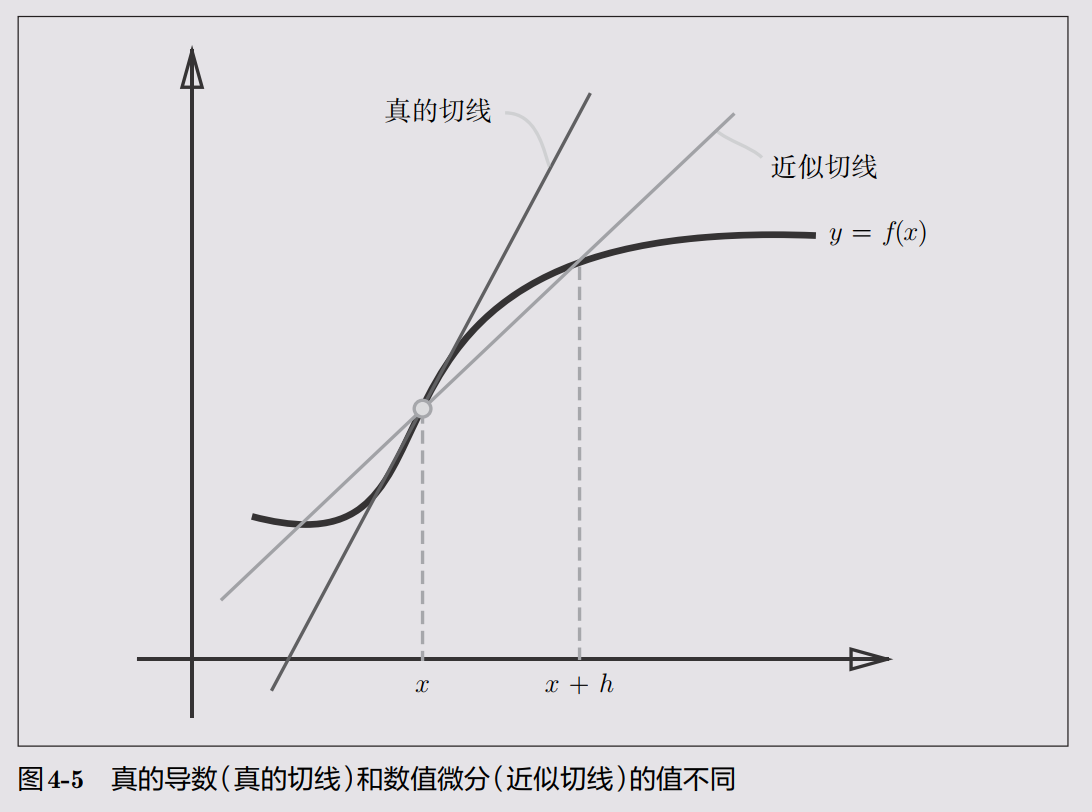 真的切线
近似切线
y = f(x)
x
x + h
图4-5 真的导数（真的切线）和数值微分（近似切线）的值不同